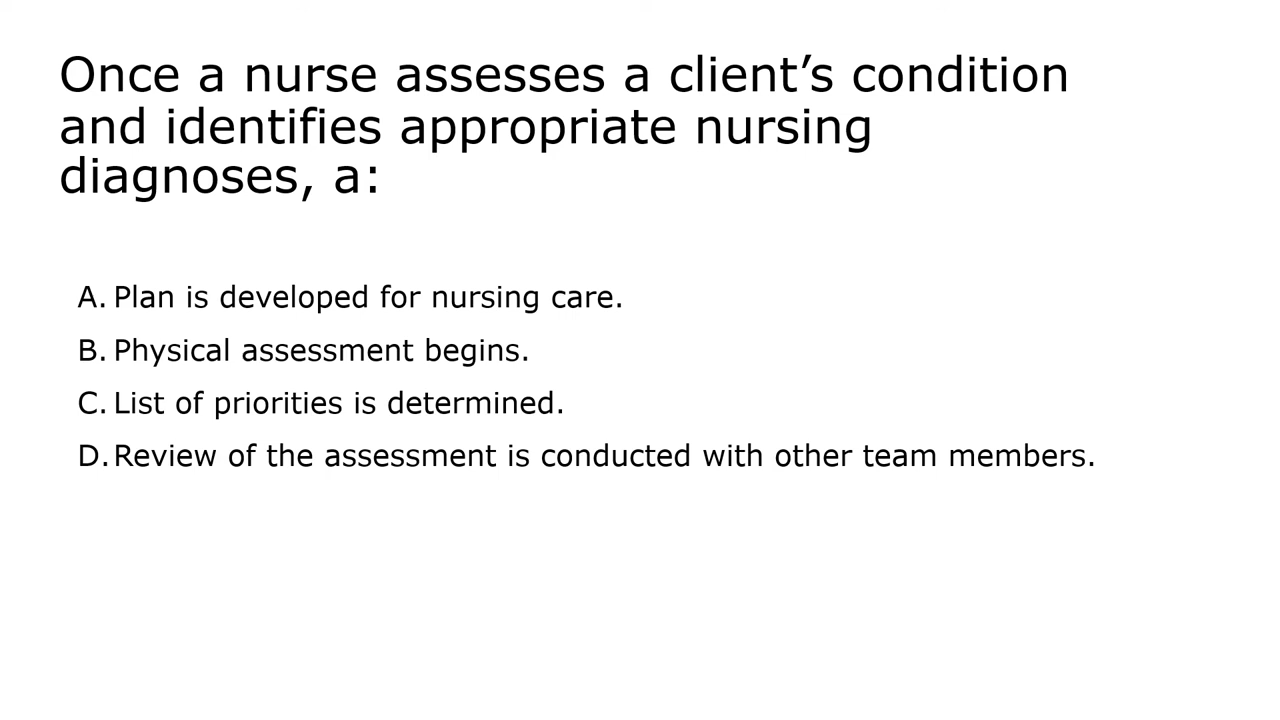 Once a nurse assesses a client’s condition
and identifies appropriate nursing
diagnoses, a:
A. Plan is developed for nursing care.
B. Physical assessment begins.
C. List of priorities is determined.
D. Review of the assessment is conducted with other team members.